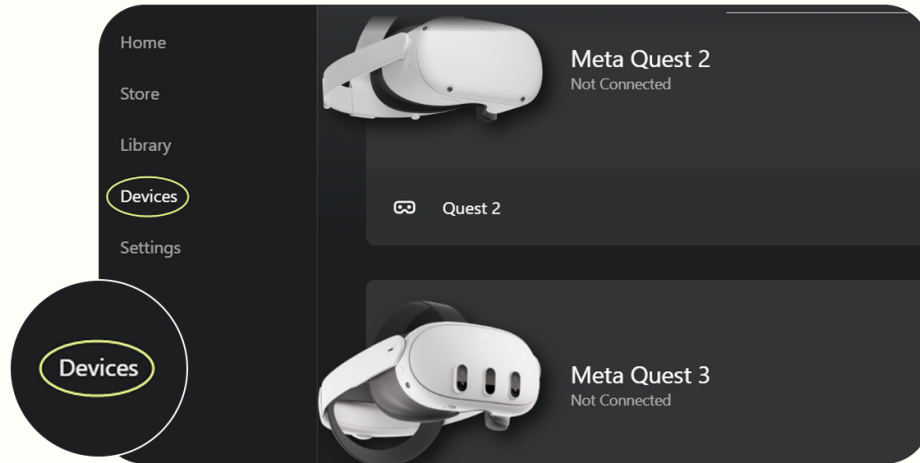 Home
Store
Library
Devices
Settings
Devices
Meta Quest 2
Not Connected
Quest 2
Meta Quest 3
Not Connected